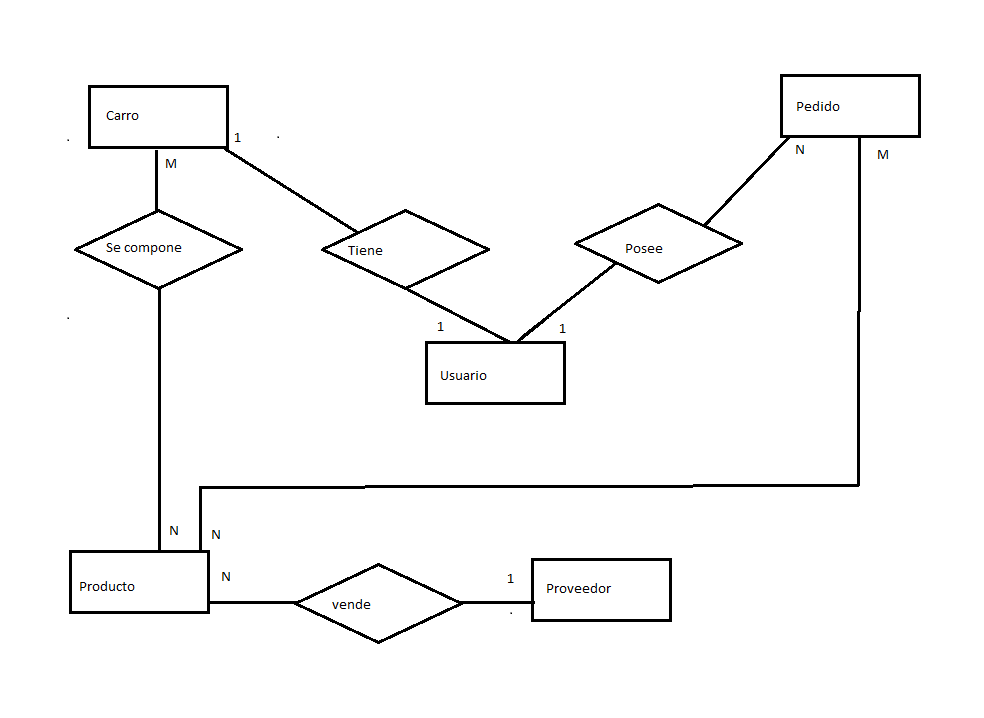 Pedido
Carro
1
N
M
M
Se compone
Tiene
Posee
1
1
Usuario
N
N
N
1
Producto
vende
Proveedor